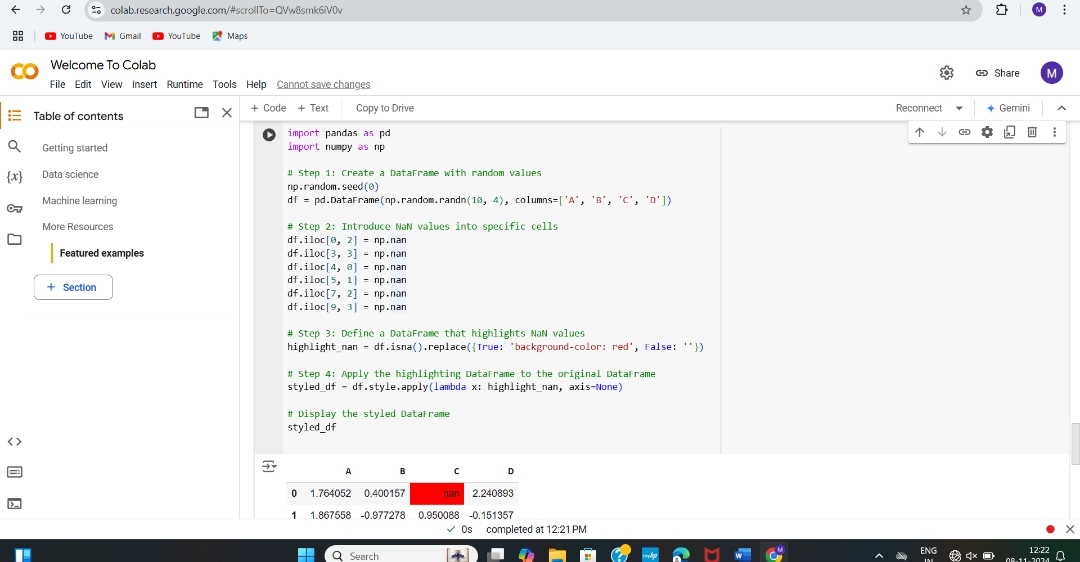 colab.research.google.com/#scrollTo=QVw8smk6iV0v
M
YouTube Gmail YouTube Maps
Welcome To Colab
File Edit View Insert Runtime Tools Help Cannot save changes
Share M
Table of contents
+ Code + Text Copy to Drive
Reconnect Gemini
Getting started
Data science
Machine learning
More Resources
Featured examples
+ Section
{x}
import pandas as pd
import numpy as np
# Step 1: Create a DataFrame with random values
np.random.seed(0)
df = pd.DataFrame(np.random.randn(10, 4), columns=['A', 'B', 'C', 'D'])
# Step 2: Introduce NaN values into specific cells
df.iloc[0, 2] = np.nan
df.iloc[3, 3] = np.nan
df.iloc[4, 0] = np.nan
df.iloc[5, 1] = np.nan
df.iloc[7, 2] = np.nan
df.iloc[9, 3] = np.nan
# Step 3: Define a DataFrame that highlights NaN values
highlight_nan = df.isna().replace({True: 'background-color: red', False: ''})
# Step 4: Apply the highlighting DataFrame to the original DataFrame
styled_df = df.style.apply(lambda x: highlight_nan, axis=None)
# Display the styled DataFrame
styled_df
A B C D
0 1.764052 0.400157 nan 2.240893
1 1.867558 -0.977278 0.950088 -0.151357
0s completed at 12:21 PM
Search
ENG
IN
12:22
08-11-2024